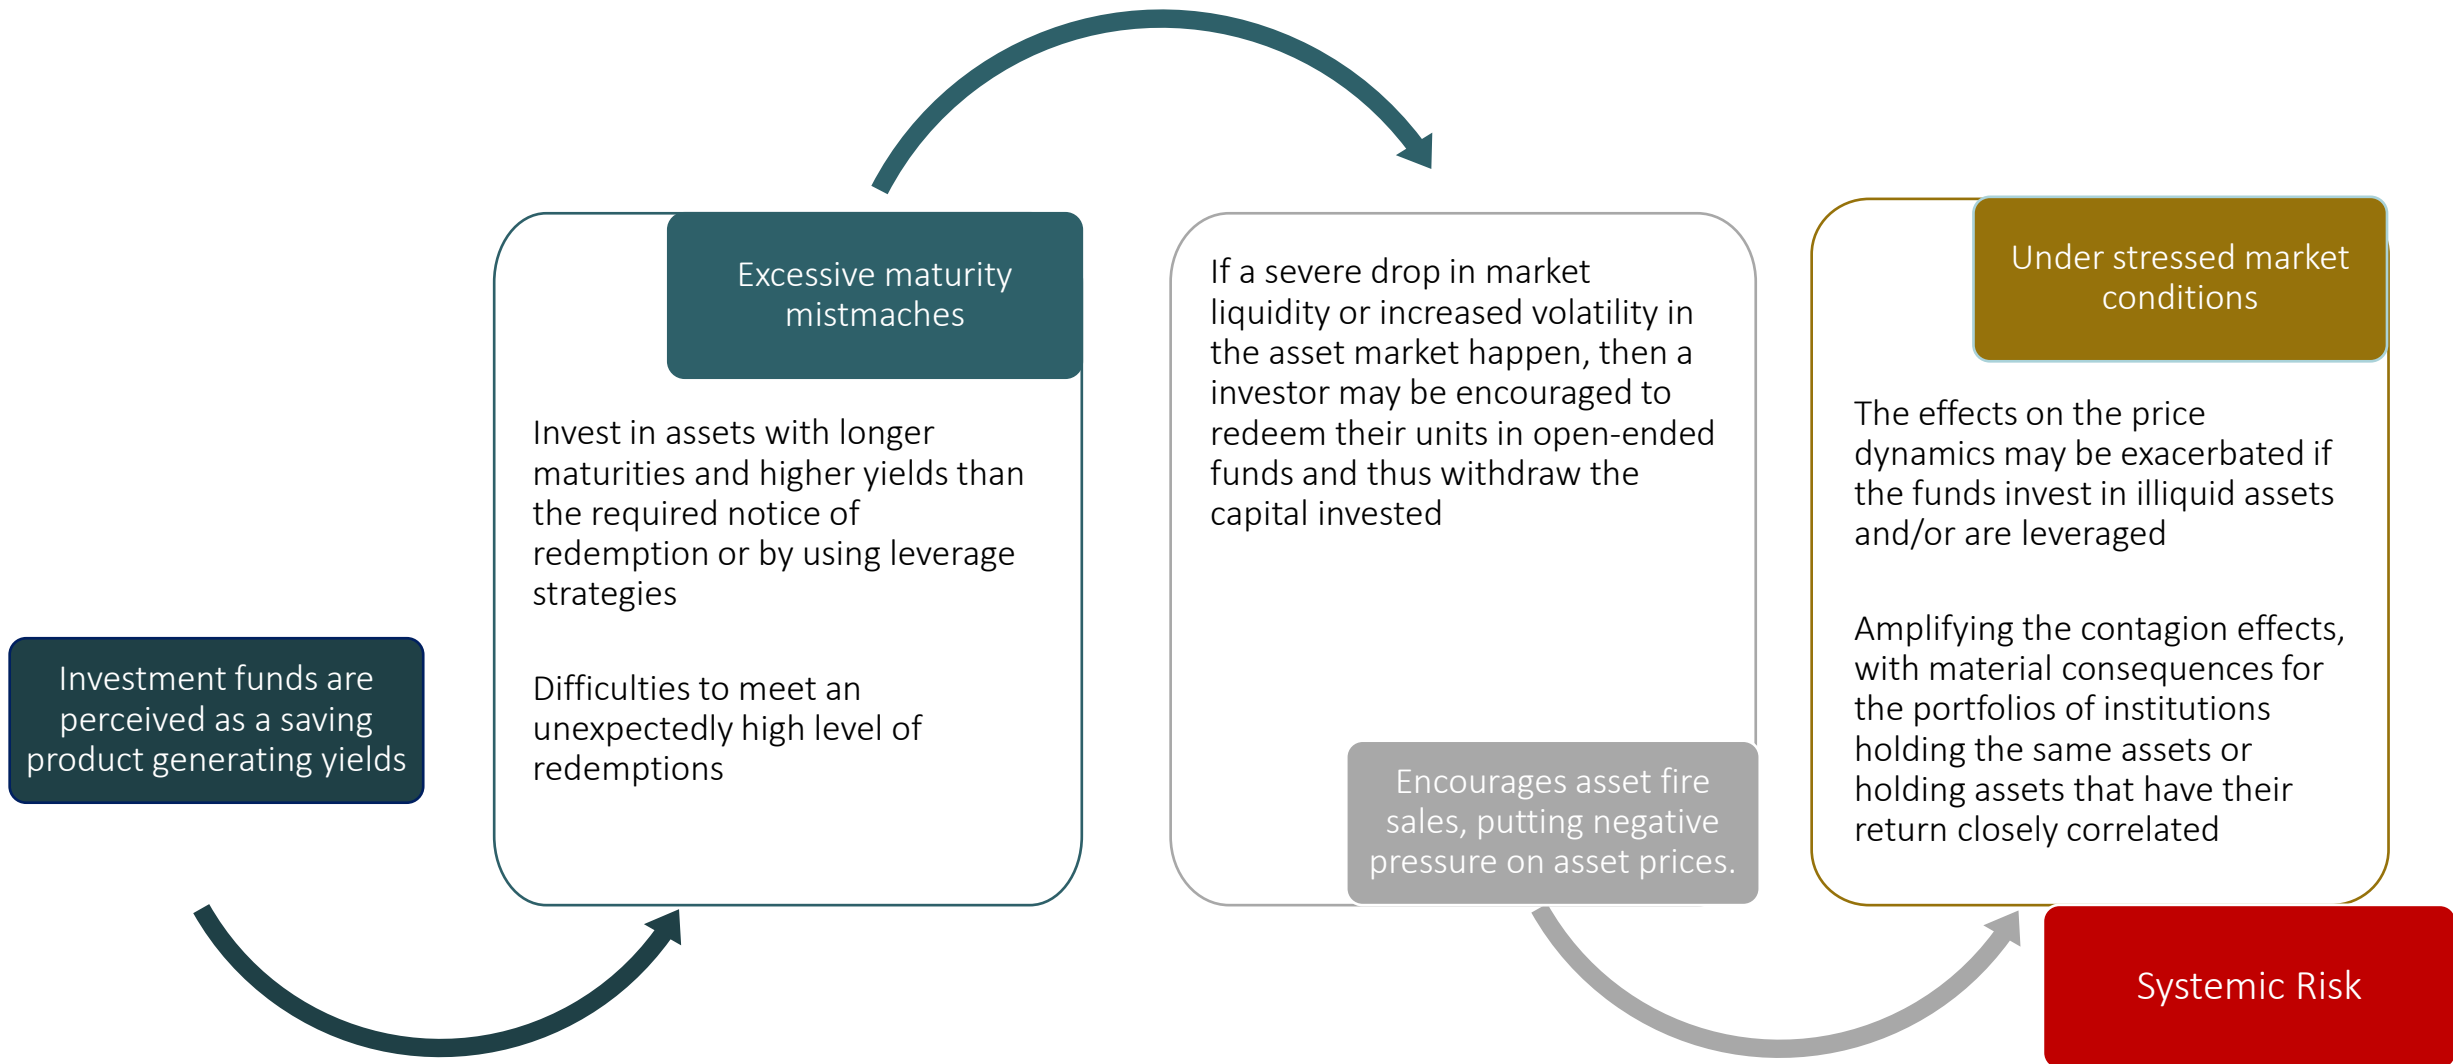 Investment funds are
perceived as a saving
product generating yields
Excessive maturity
mistmaches
Invest in assets with longer
maturities and higher yields than
the required notice of
redemption or by using leverage
strategies
Difficulties to meet an
unexpectedly high level of
redemptions
If a severe drop in market
liquidity or increased volatility in
the asset market happen, then a
investor may be encouraged to
redeem their units in open-ended
funds and thus withdraw the
capital invested
Encourages asset fire
sales, putting negative
pressure on asset prices.
Under stressed market
conditions
The effects on the price
dynamics may be exacerbated if
the funds invest in illiquid assets
and/or are leveraged
Amplifying the contagion effects,
with material consequences for
the portfolios of institutions
holding the same assets or
holding assets that have their
return closely correlated
Systemic Risk